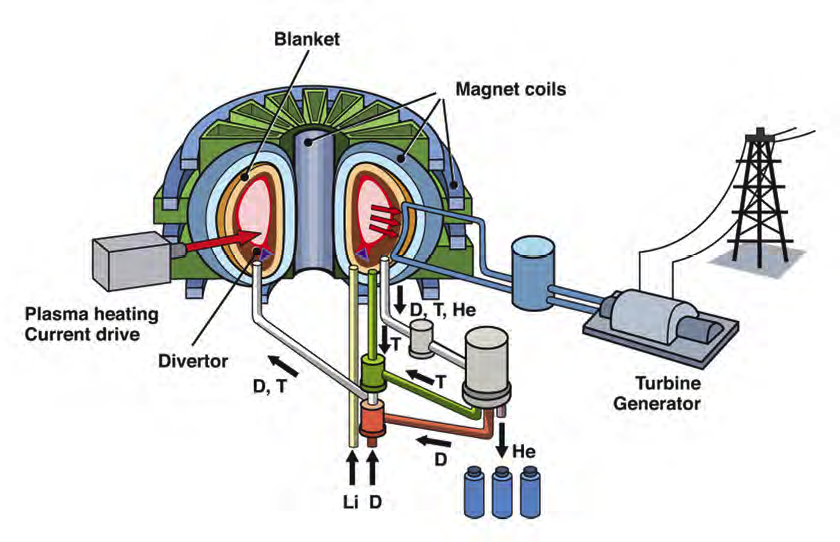 Blanket
Magnet coils
Plasma heating
Current drive
Divertor
D, T, He
T
T
D, T
D
He
Li D
Turbine
Generator